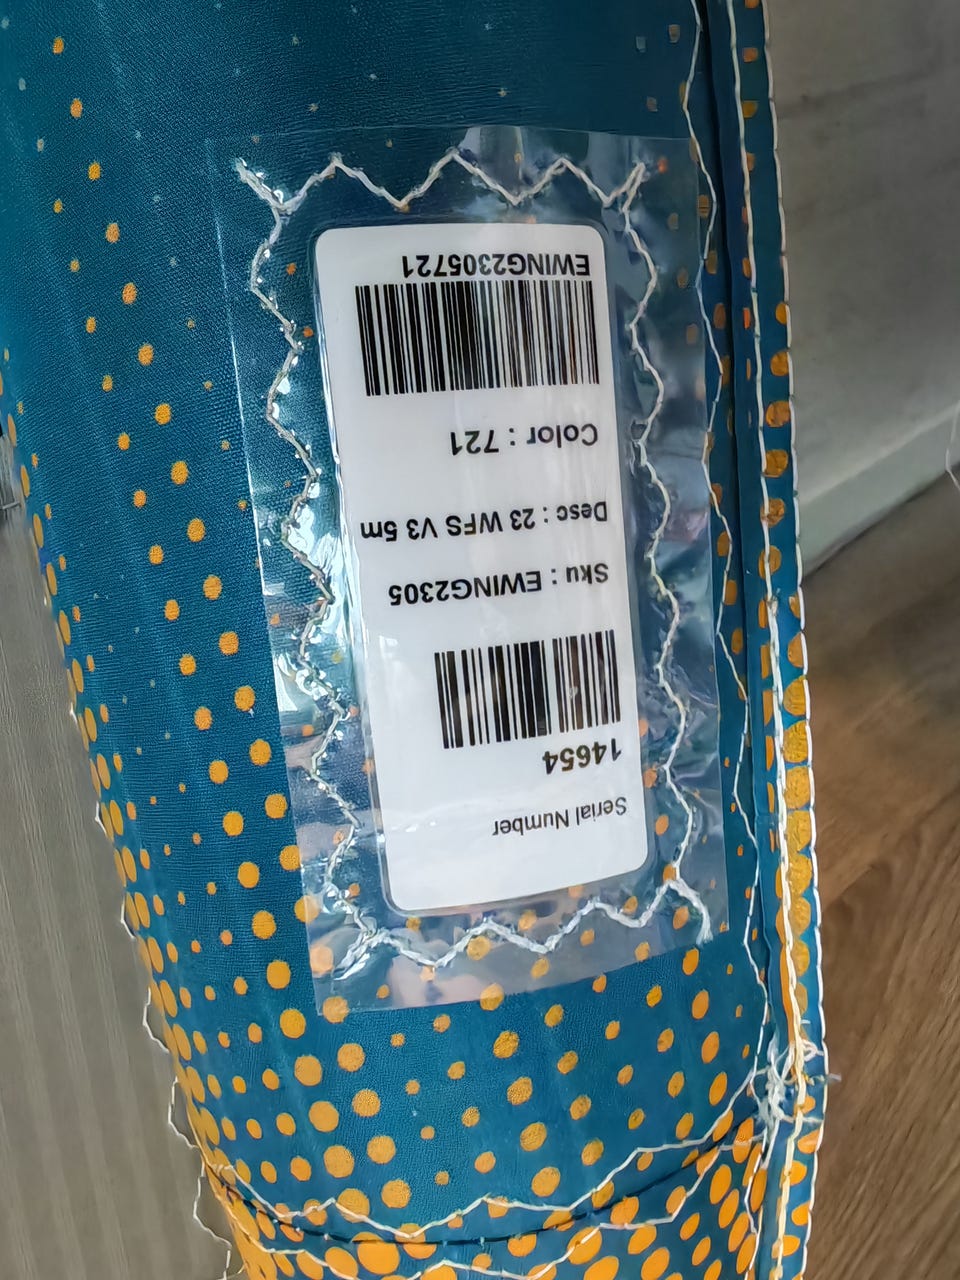 Serial Number
14654
Sku : EWING2305
Desc : 23 WFS V3 5m
Color : 721
EWING2305721